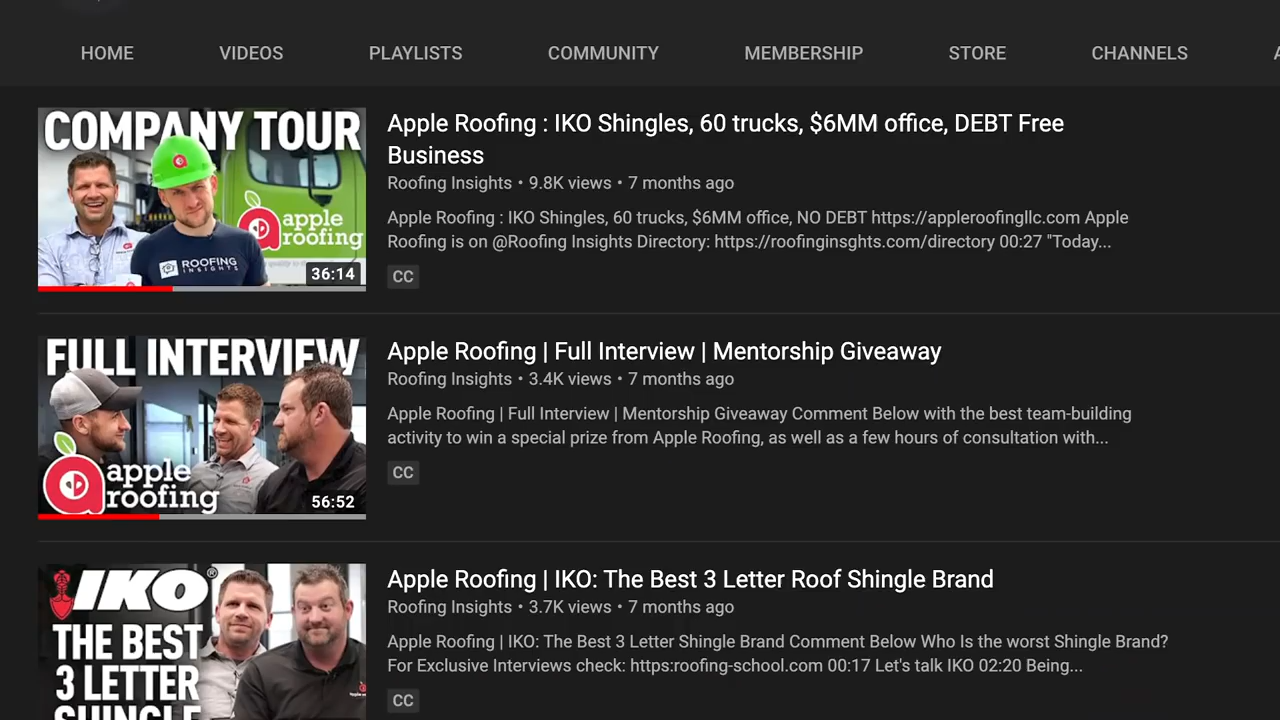 HOME VIDEOS PLAYLISTS COMMUNITY MEMBERSHIP STORE CHANNELS
COMPANY TOUR
apple
roofing
ROOFING
INSIGHTS
36:14
Apple Roofing : IKO Shingles, 60 trucks, $6MM office, DEBT Free
Business
Roofing Insights • 9.8K views • 7 months ago
Apple Roofing : IKO Shingles, 60 trucks, $6MM office, NO DEBT https://appleroofingllc.com Apple
Roofing is on @Roofing Insights Directory: https://roofinginsghts.com/directory 00:27 "Today...
CC
FULL INTERVIEW
apple
roofing
56:52
Apple Roofing | Full Interview | Mentorship Giveaway
Roofing Insights • 3.4K views • 7 months ago
Apple Roofing | Full Interview | Mentorship Giveaway Comment Below with the best team-building
activity to win a special prize from Apple Roofing, as well as a few hours of consultation with...
CC
IKO®
THE BEST
3 LETTER
SHINGLE
Apple Roofing | IKO: The Best 3 Letter Roof Shingle Brand
Roofing Insights • 3.7K views • 7 months ago
Apple Roofing | IKO: The Best 3 Letter Shingle Brand Comment Below Who Is the worst Shingle Brand?
For Exclusive Interviews check: https:roofing-school.com 00:17 Let's talk IKO 02:20 Being...
CC